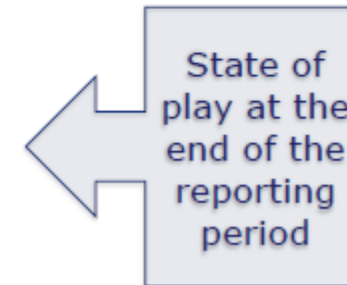 State of
play at the
end of the
reporting
period